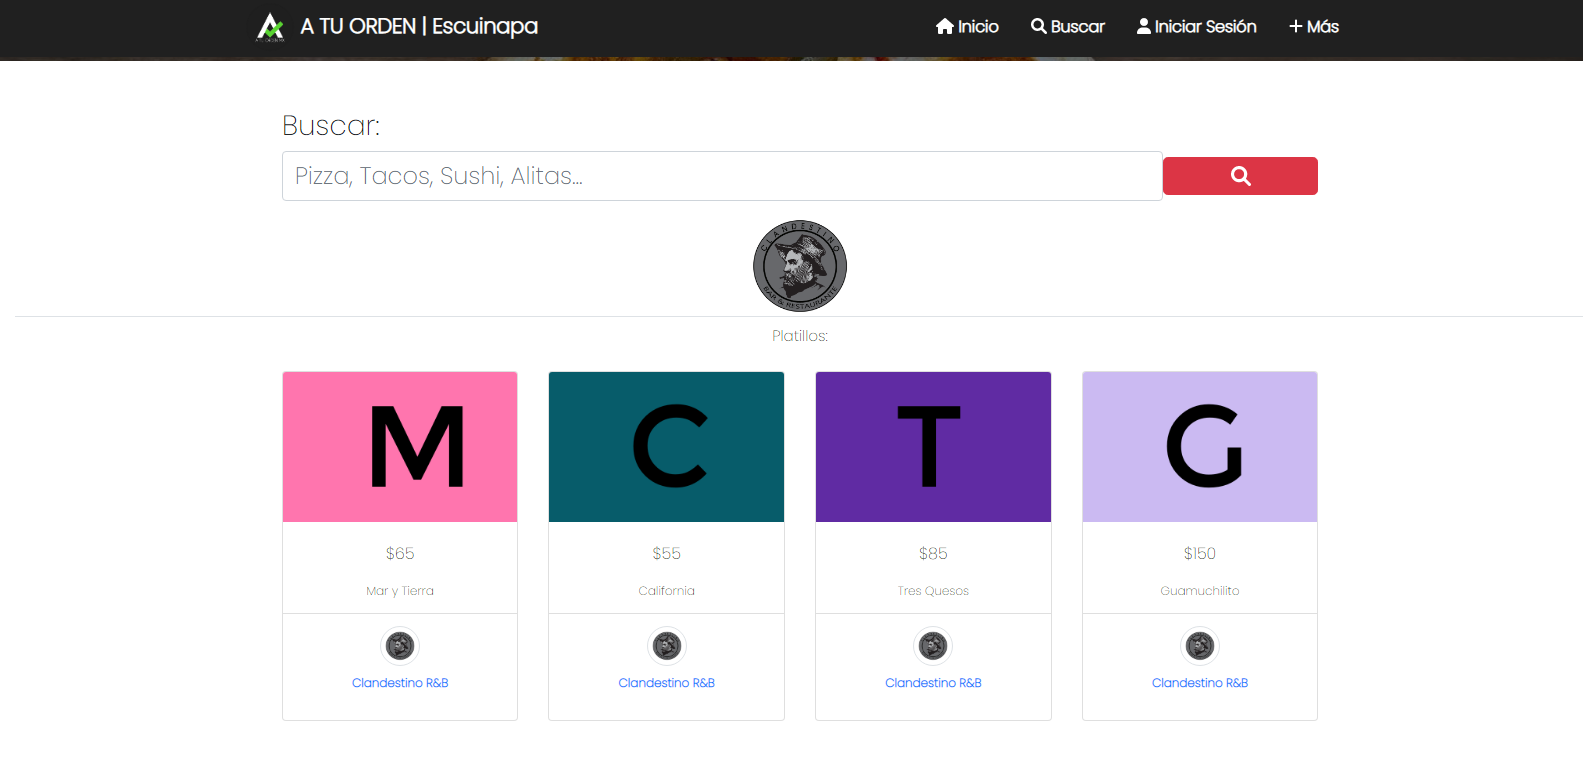 A TU ORDEN | Escuinapa
Inicio
Buscar
Iniciar Sesión
Más
Buscar:
Pizza, Tacos, Sushi, Alitas...
CLANDESTINO
BAR & RESTAURANTE
Platillos:
M
C
T
G
$65
$55
$85
$150
Mar y Tierra
California
Tres Quesos
Guamuchilito
Clandestino R&B
Clandestino R&B
Clandestino R&B
Clandestino R&B